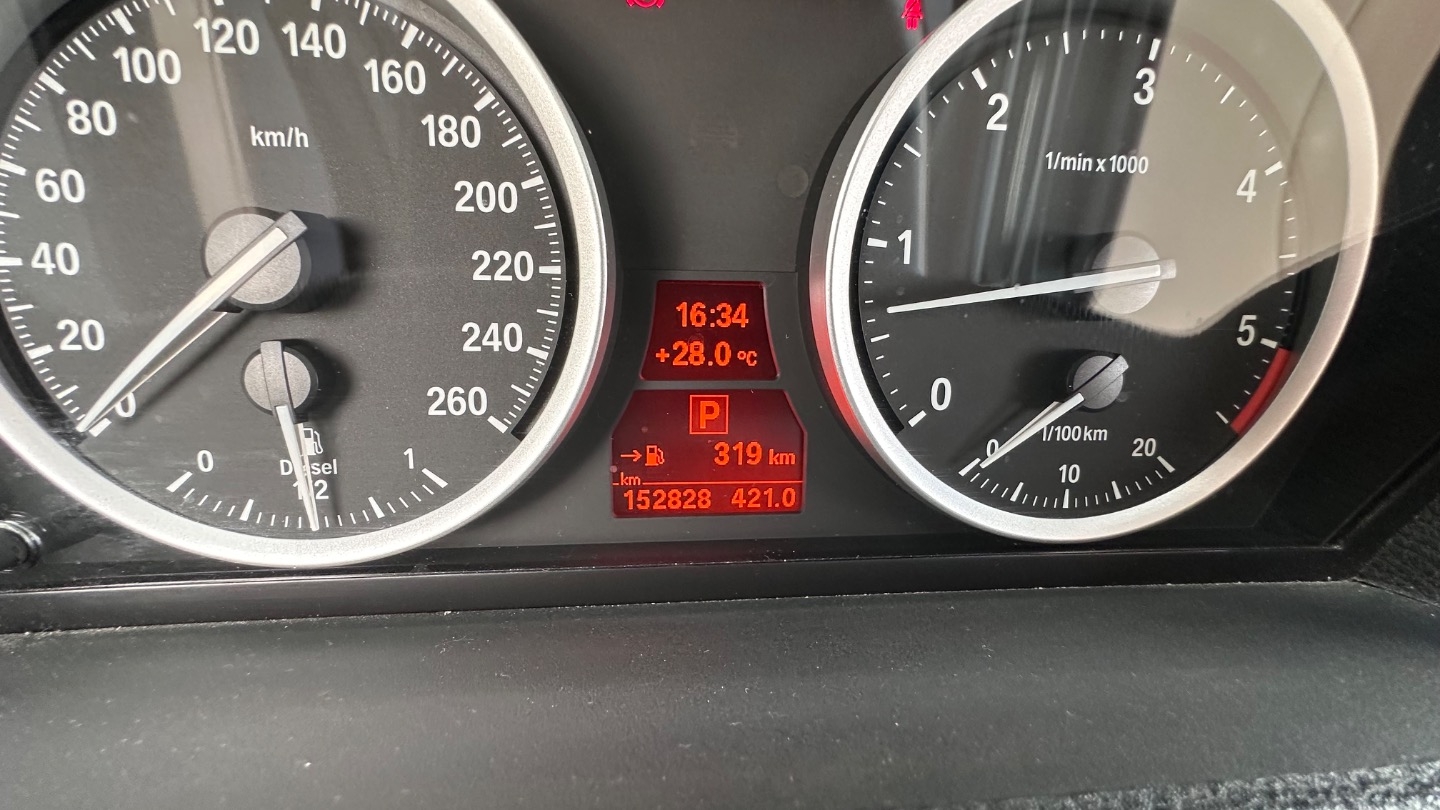 120 140
100 160
80 180
60 200
40 220
20 240
0 260
km/h
0 1/2 1
Diesel
16:34
+28.0 °C
P
319 km
km
152828 421.0
0 1 2 3 4 5
1/min x 1000
l/100km
0 10 20